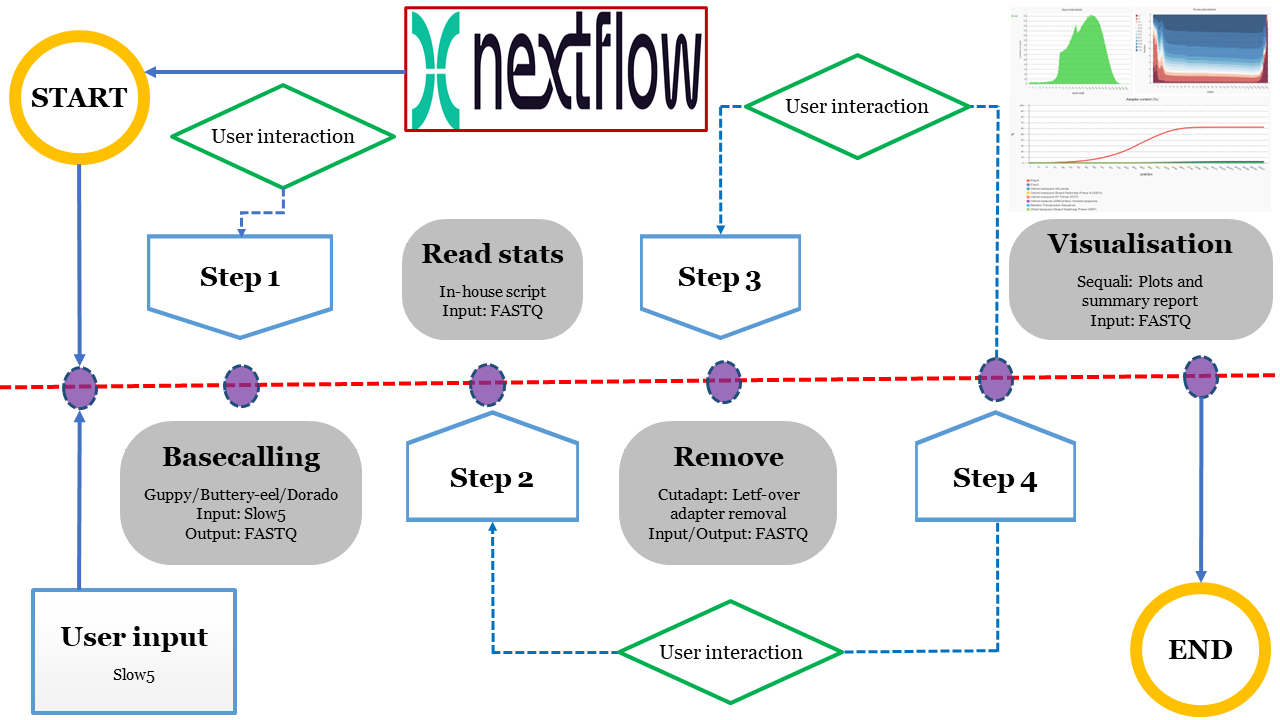 nextflow
START
User interaction
User interaction
Step 1
Read stats
In-house script
Input: FASTQ
Step 3
Visualisation
Sequali: Plots and
summary report
Input: FASTQ
Basecalling
Guppy/Buttery-eel/Dorado
Input: Slow5
Output: FASTQ
Step 2
Remove
Cutadapt: Letf-over
adapter removal
Input/Output: FASTQ
Step 4
User input
Slow5
User interaction
END